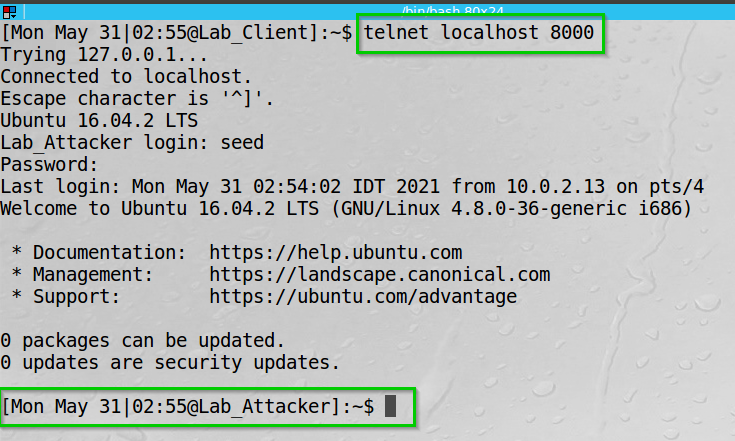 /bin/bash 80x24
[Mon May 31|02:55@Lab_Client]:~$ telnet localhost 8000
Trying 127.0.0.1...
Connected to localhost.
Escape character is '^]'.
Ubuntu 16.04.2 LTS
Lab_Attacker login: seed
Password:
Last login: Mon May 31 02:54:02 IDT 2021 from 10.0.2.13 on pts/4
Welcome to Ubuntu 16.04.2 LTS (GNU/Linux 4.8.0-36-generic i686)
* Documentation:  https://help.ubuntu.com
* Management:     https://landscape.canonical.com
* Support:        https://ubuntu.com/advantage
0 packages can be updated.
0 updates are security updates.
[Mon May 31|02:55@Lab_Attacker]:~$